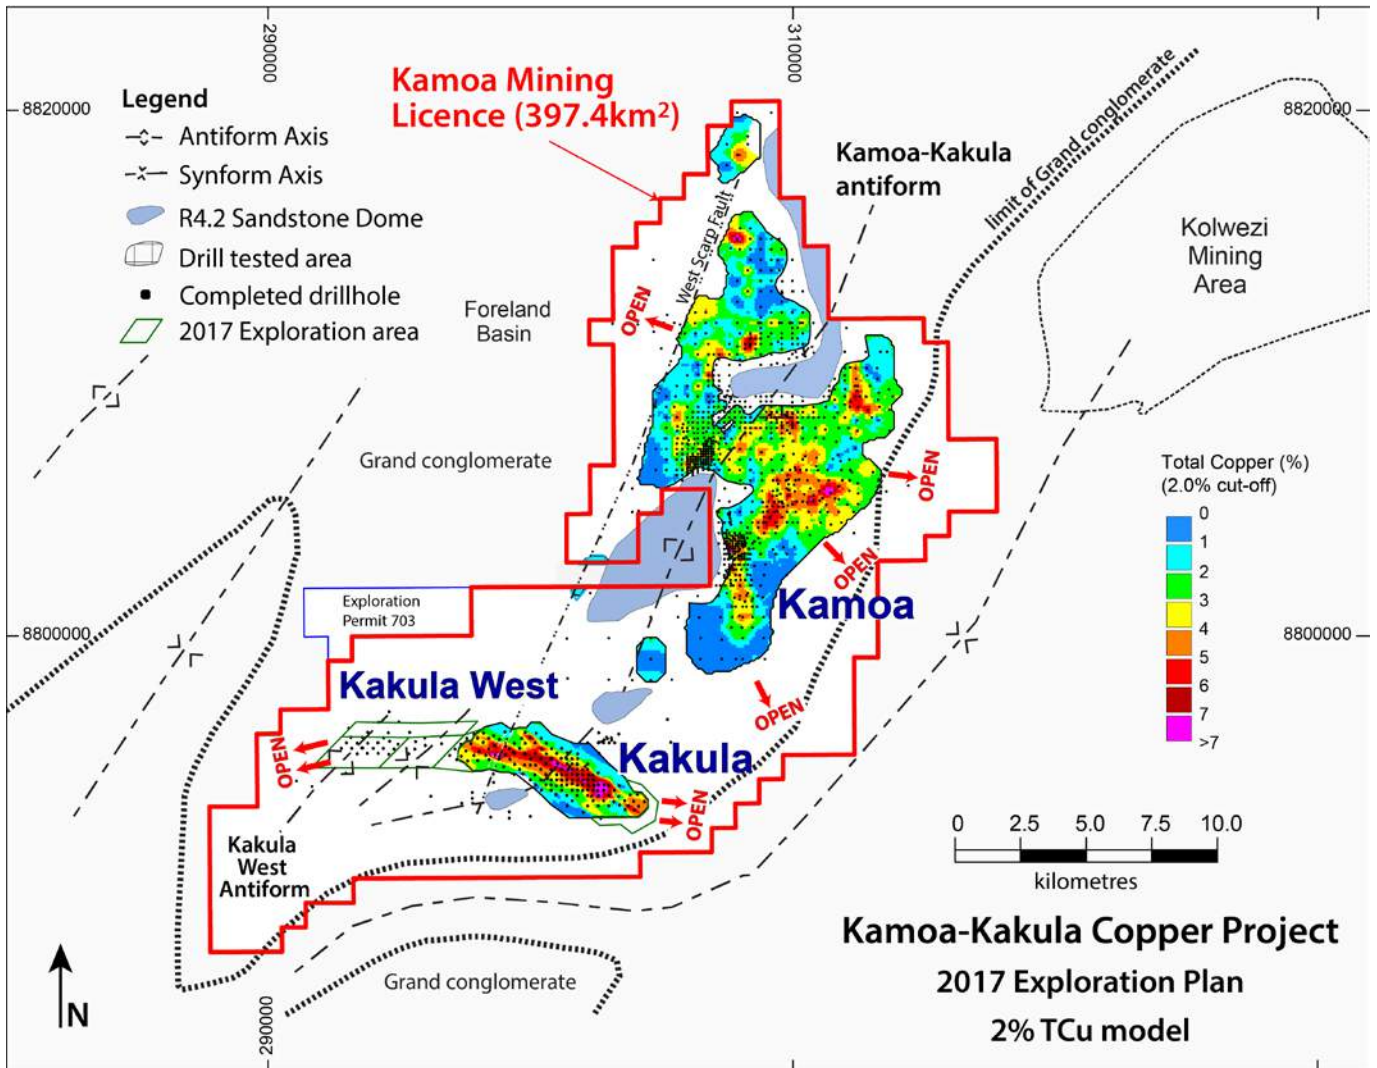 290000
310000
8820000
8820000
Legend
Antiform Axis
Synform Axis
R4.2 Sandstone Dome
Drill tested area
Completed drillhole
2017 Exploration area
Kamoa Mining
Licence (397.4km²)
Kamoa-Kakula
antiform
limit of Grand conglomerate
Kolwezi
Mining
Area
West Scarp Fault
Foreland
Basin
OPEN
Grand conglomerate
OPEN
Total Copper (%)
(2.0% cut-off)
0
1
2
3
4
5
6
7
>7
OPEN
Kamoa
Exploration
Permit 703
8800000
8800000
Kakula West
OPEN
OPEN
Kakula
OPEN
Kakula
West
Antiform
0 2.5 5.0 7.5 10.0
kilometres
Kamoa-Kakula Copper Project
2017 Exploration Plan
2% TCu model
Grand conglomerate
N
290000